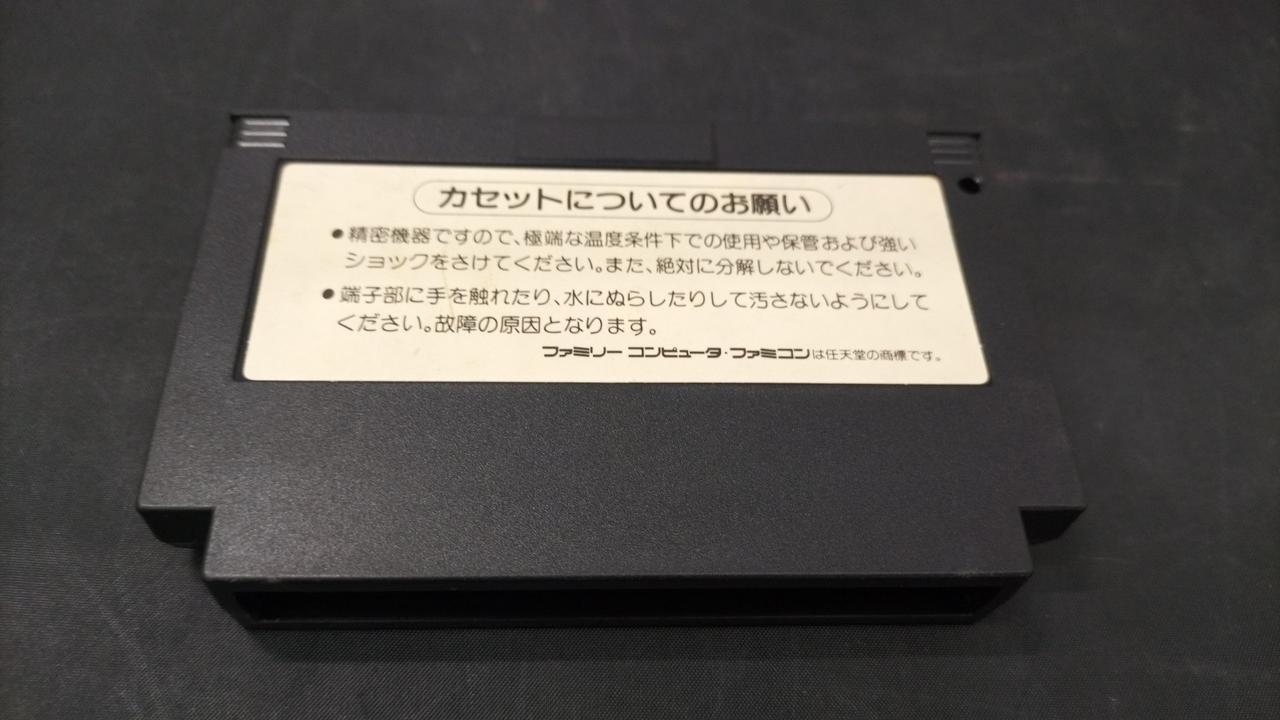 カセットについてのお願い
●精密機器ですので、極端な温度条件下での使用や保管および強い
ショックをさけてください。また、絶対に分解しないでください。
●端子部に手を触れたり、水にぬらしたりして汚さないようにして
ください。故障の原因となります。
ファミリー コンピュータ・ファミコンは任天堂の商標です。